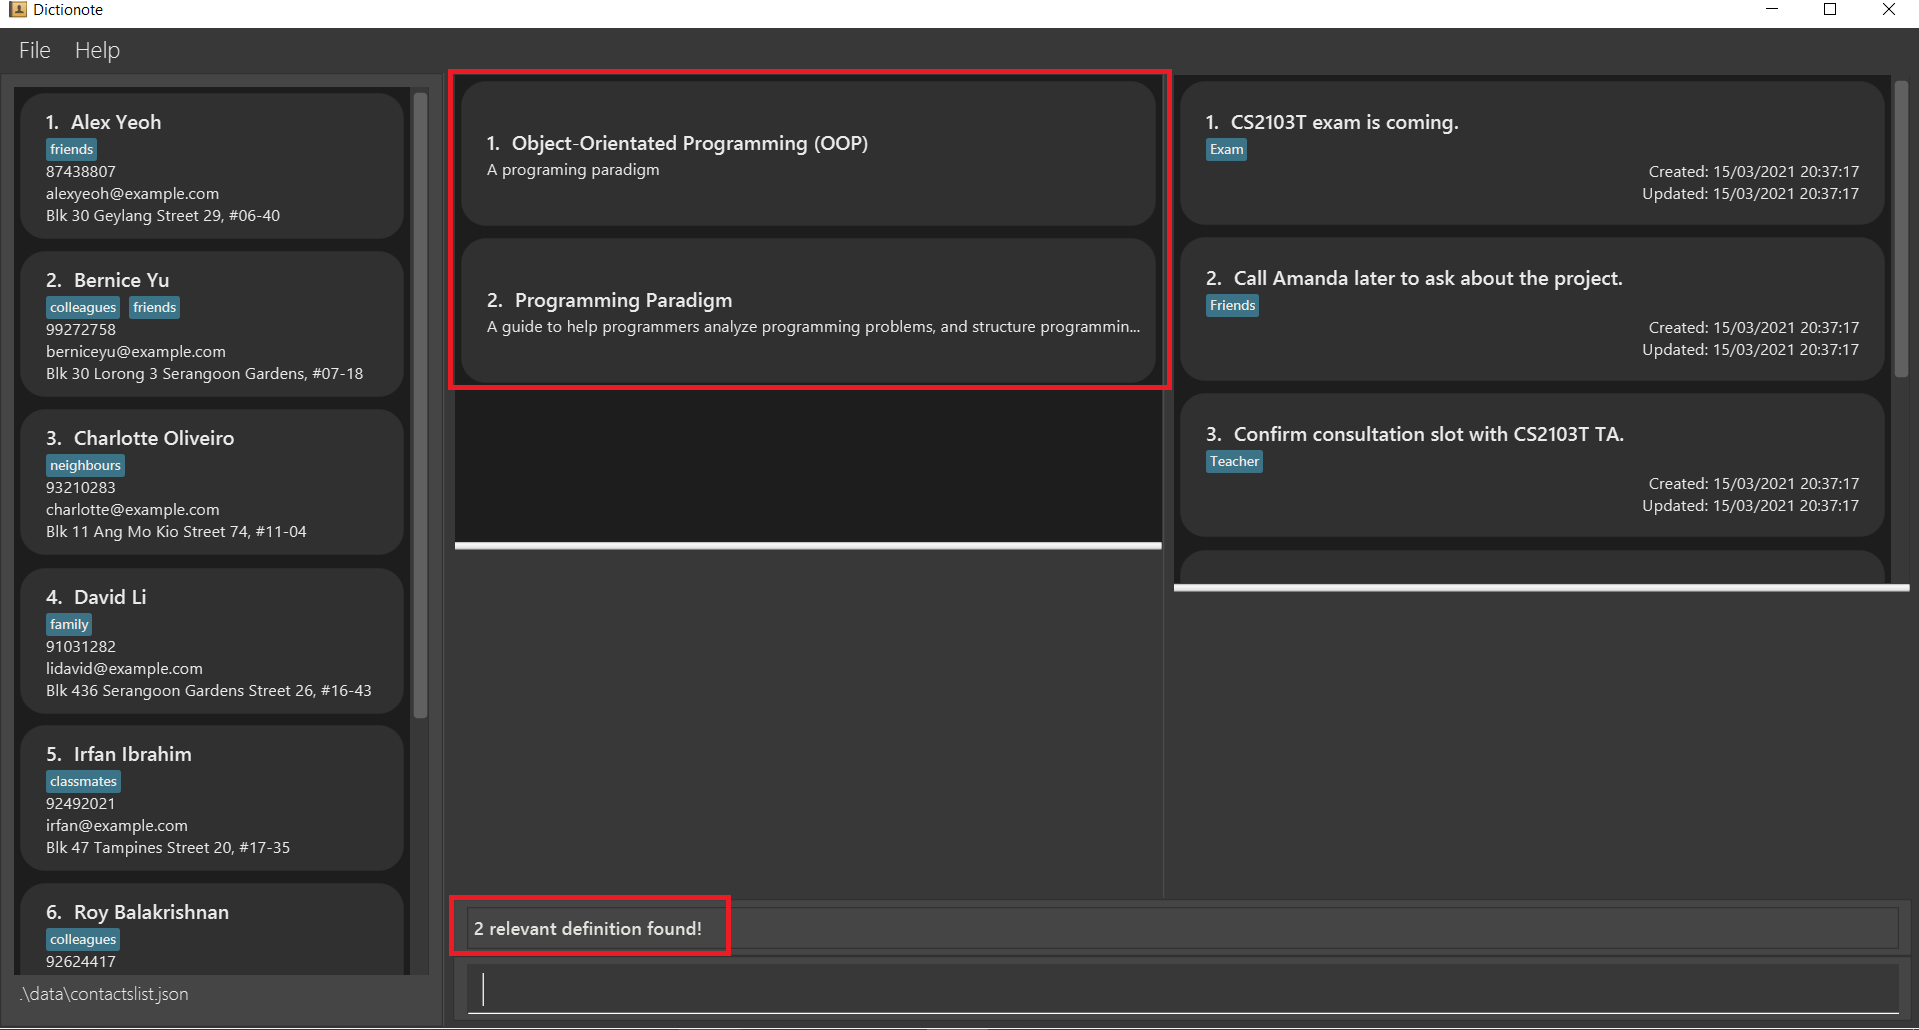 Dictionote
File Help
1. Alex Yeoh
friends
87438807
alexyeoh@example.com
Blk 30 Geylang Street 29, #06-40
2. Bernice Yu
colleagues friends
99272758
berniceyu@example.com
Blk 30 Lorong 3 Serangoon Gardens, #07-18
3. Charlotte Oliveiro
neighbours
93210283
charlotte@example.com
Blk 11 Ang Mo Kio Street 74, #11-04
4. David Li
family
91031282
lidavid@example.com
Blk 436 Serangoon Gardens Street 26, #16-43
5. Irfan Ibrahim
classmates
92492021
irfan@example.com
Blk 47 Tampines Street 20, #17-35
6. Roy Balakrishnan
colleagues
92624417
.\data\contactslist.json
1. Object-Orientated Programming (OOP)
A programing paradigm
2. Programming Paradigm
A guide to help programmers analyze programming problems, and structure programmin...
1. CS2103T exam is coming.
Exam
Created: 15/03/2021 20:37:17
Updated: 15/03/2021 20:37:17
2. Call Amanda later to ask about the project.
Friends
Created: 15/03/2021 20:37:17
Updated: 15/03/2021 20:37:17
3. Confirm consultation slot with CS2103T TA.
Teacher
Created: 15/03/2021 20:37:17
Updated: 15/03/2021 20:37:17
2 relevant definition found!